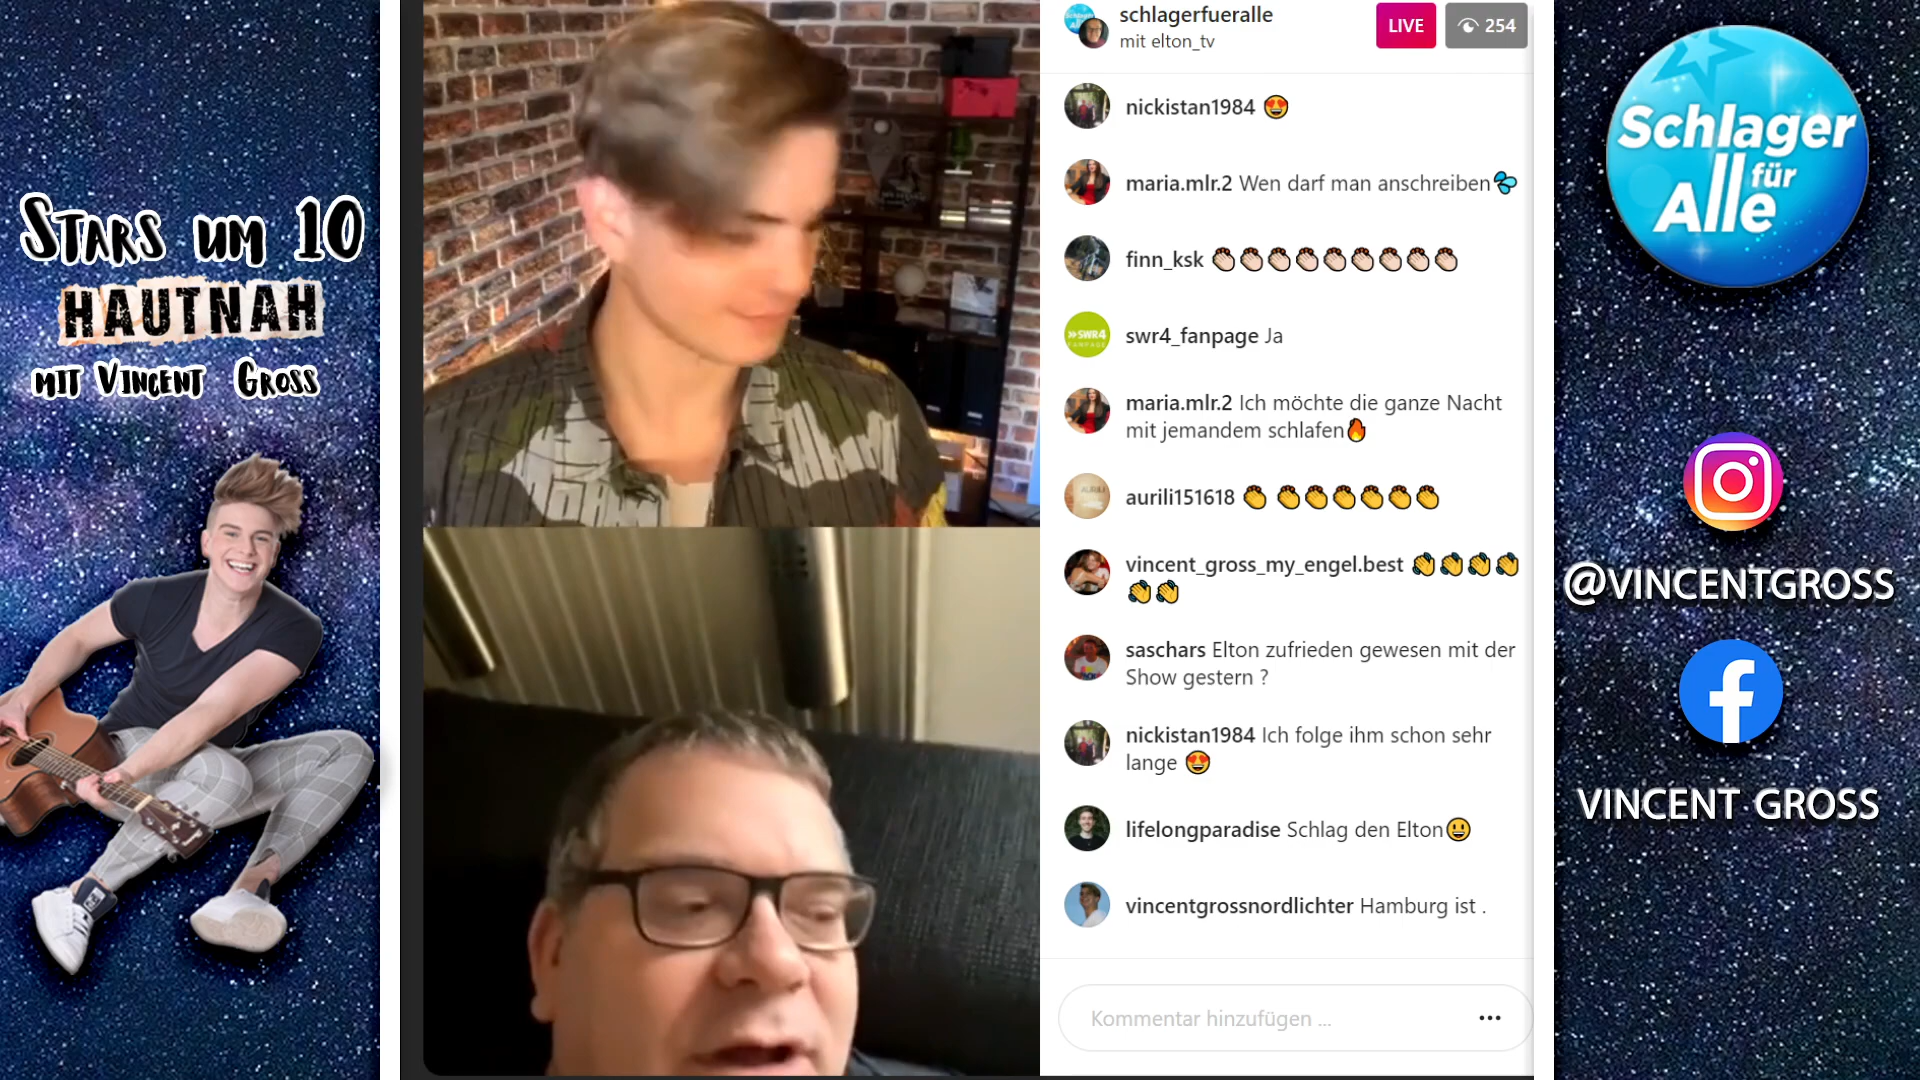 Stars um 10
HAUTNAH
mit Vincent Gross
schlagerfueralle
mit elton_tv
LIVE
254
nickistan1984 😍
maria.mlr.2 Wen darf man anschreiben💦
finn_ksk 👏🏻👏🏻👏🏻👏🏻👏🏻👏🏻👏🏻👏🏻👏🏻
»SWR4
FANPAGE
swr4_fanpage Ja
maria.mlr.2 Ich möchte die ganze Nacht
mit jemandem schlafen🔥
aurili151618 👏 👏👏👏👏👏👏
vincent_gross_my_engel.best 👏👏👏👏
👏👏
saschars Elton zufrieden gewesen mit der
Show gestern ?
nickistan1984 Ich folge ihm schon sehr
lange 😍
lifelongparadise Schlag den Elton😃
vincentgrossnordlichter Hamburg ist .
Kommentar hinzufügen ...
Schlager
für
Alle
@VINCENTGROSS
VINCENT GROSS